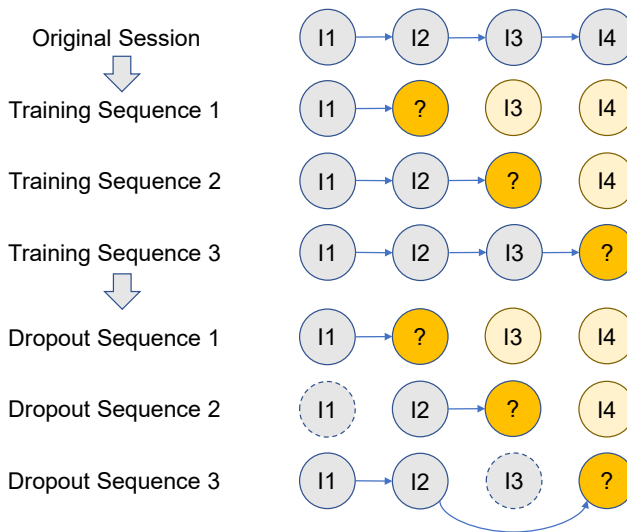 Original Session I1 I2 I3 I4
Training Sequence 1 I1 ? I3 I4
Training Sequence 2 I1 I2 ? I4
Training Sequence 3 I1 I2 I3 ?
Dropout Sequence 1 I1 ? I3 I4
Dropout Sequence 2 I1 I2 ? I4
Dropout Sequence 3 I1 I2 I3 ?